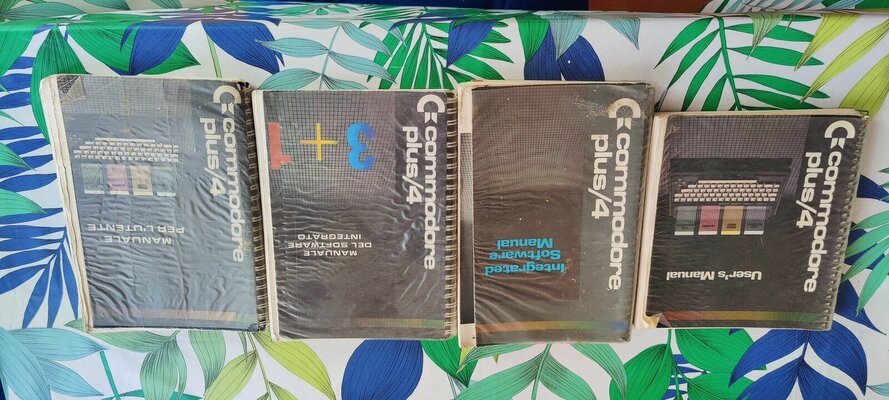 commodore
plus/4
MANUALE
PER L'UTENTE
commodore
plus/4
3
+
1
MANUALE
DEL SOFTWARE
INTEGRATO
commodore
plus/4
Integrated
Software
Manual
commodore
plus/4
User's Manual